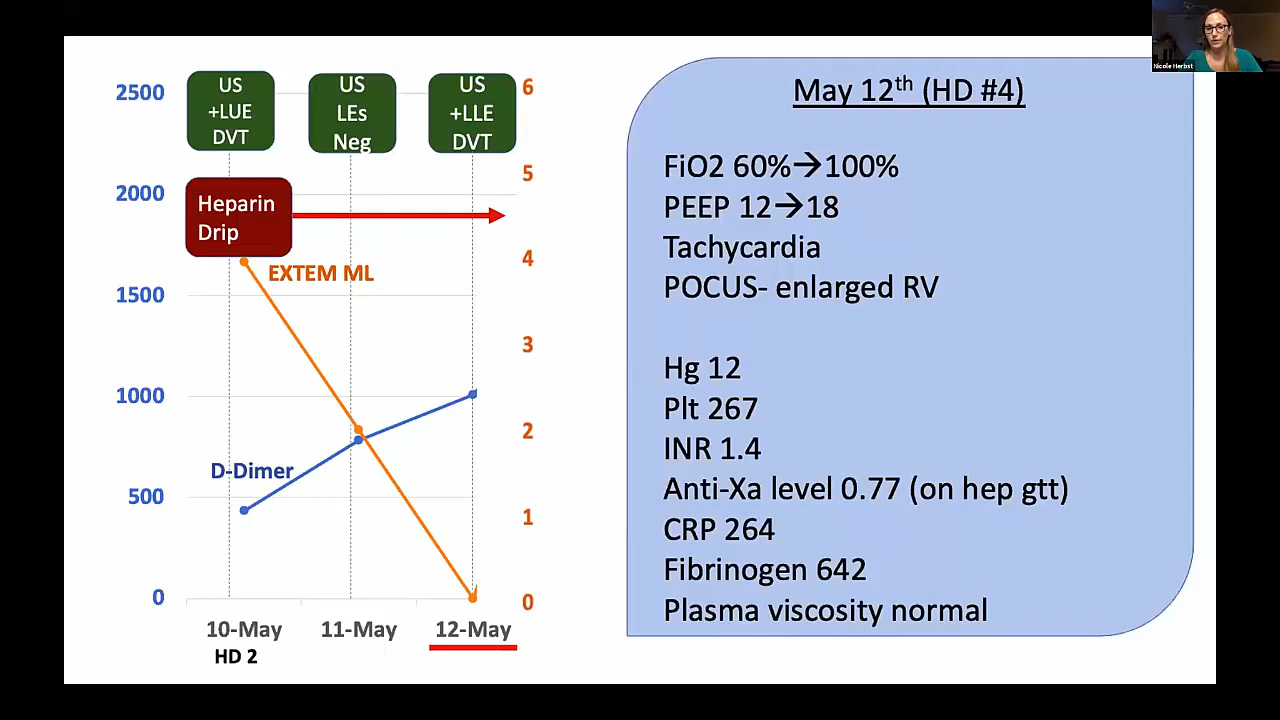 Nicole Herbst
US
+LUE
DVT
US
LEs
Neg
US
+LLE
DVT
2500
2000
1500
1000
500
0
6
5
4
3
2
1
0
Heparin
Drip
EXTEM ML
D-Dimer
10-May
11-May
12-May
HD 2
May 12th (HD #4)
FiO2 60%→100%
PEEP 12→18
Tachycardia
POCUS- enlarged RV
Hg 12
Plt 267
INR 1.4
Anti-Xa level 0.77 (on hep gtt)
CRP 264
Fibrinogen 642
Plasma viscosity normal